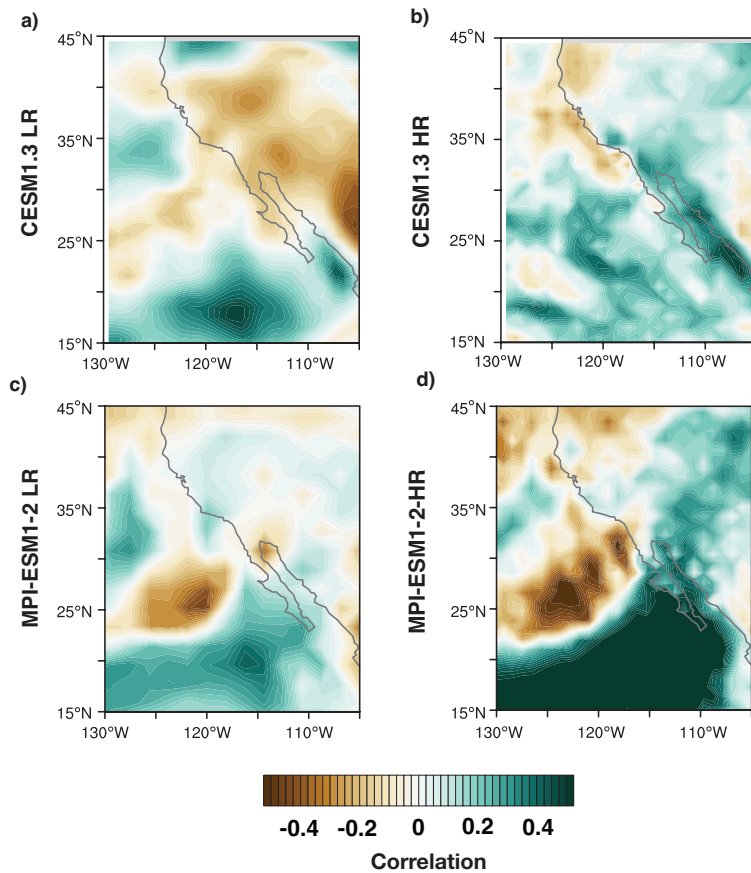 a)
b)
45°N
35°N
25°N
15°N
130°W
120°W
110°W
CESM1.3 LR
45°N
35°N
25°N
15°N
130°W
120°W
110°W
CESM1.3 HR
c)
d)
45°N
35°N
25°N
15°N
130°W
120°W
110°W
MPI-ESM1-2 LR
45°N
35°N
25°N
15°N
130°W
120°W
110°W
MPI-ESM1-2-HR
-0.4 -0.2 0 0.2 0.4
Correlation